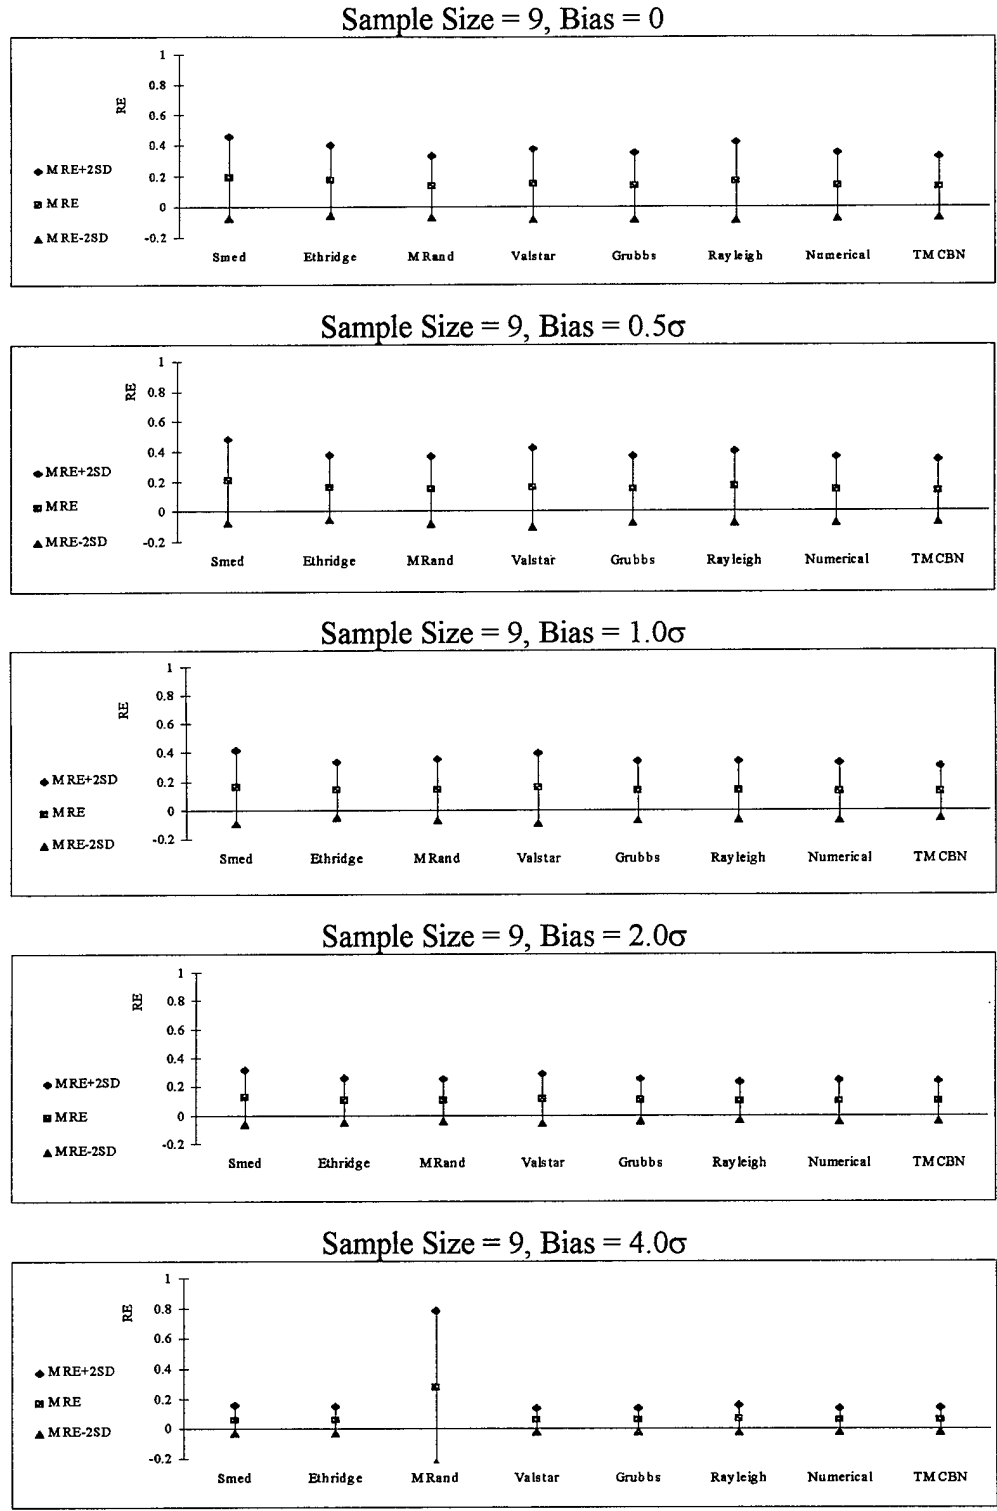 Sample Size = 9, Bias = 0
1
0.8
RE
0.6
0.4
MRE+2SD
0.2
MRE
0
MRE-2SD
-0.2
Smed Ethridge MRand Valstar Grubbs Rayleigh Numerical TMCBN
Sample Size = 9, Bias = 0.5σ
1
RE
0.8
0.6
0.4
MRE+2SD
0.2
MRE
0
MRE-2SD
-0.2
Smed Ethridge MRand Valstar Grubbs Rayleigh Numerical TMCBN
Sample Size = 9, Bias = 1.0σ
1
0.8
RE
0.6
0.4
MRE+2SD
0.2
MRE
0
MRE-2SD
-0.2
Smed Ethridge MRand Valstar Grubbs Rayleigh Numerical TMCBN
Sample Size = 9, Bias = 2.0σ
1
RE
0.8
0.6
0.4
MRE+2SD
0.2
MRE
0
MRE-2SD
-0.2
Smed Ethridge MRand Valstar Grubbs Rayleigh Numerical TMCBN
Sample Size = 9, Bias = 4.0σ
1
RE
0.8
0.6
0.4
MRE+2SD
0.2
MRE
0
MRE-2SD
-0.2
Smed Ethridge MRand Valstar Grubbs Rayleigh Numerical TMCBN